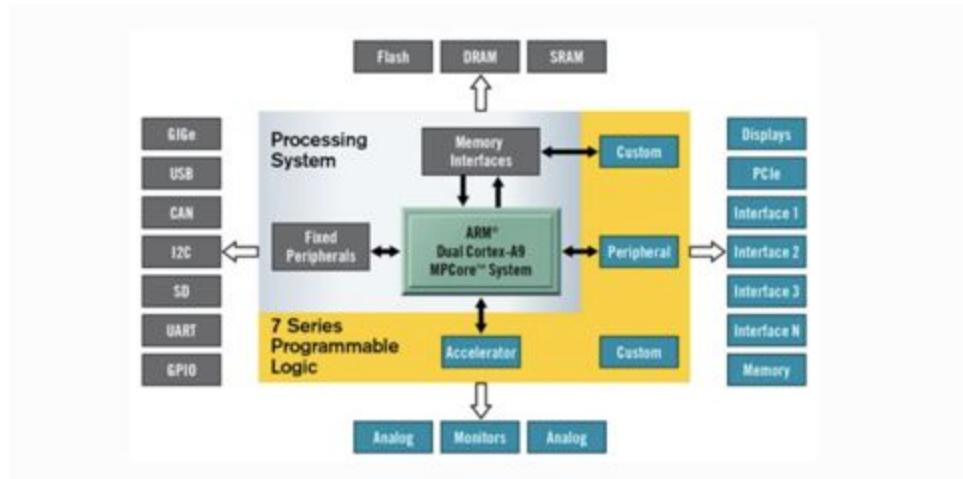 Flash
DRAM
SRAM
GIGe
USB
CAN
I2C
SD
UART
GPIO
Processing
System
Memory
Interfaces
Custom
Fixed
Peripherals
ARM®
Dual Cortex-A9
MPCore™ System
Peripheral
7 Series
Programmable
Logic
Accelerator
Custom
Displays
PCIe
Interface 1
Interface 2
Interface 3
Interface N
Memory
Analog
Monitors
Analog